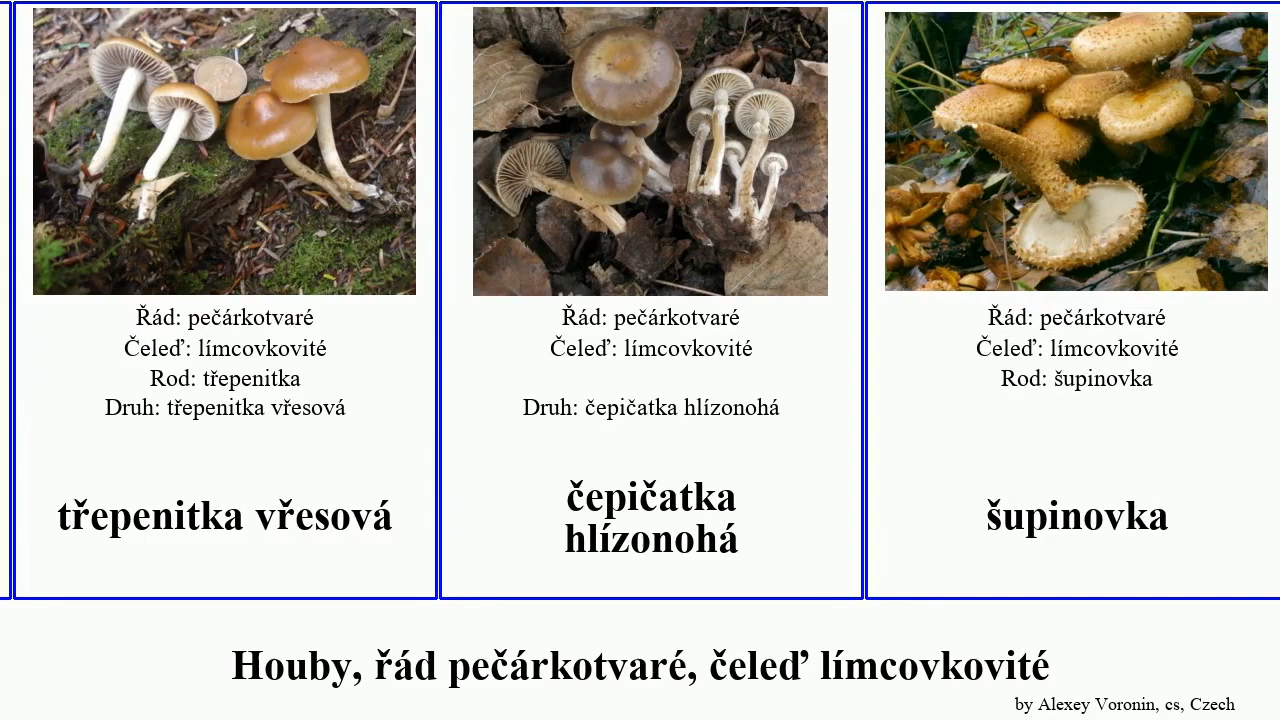 Řád: pečárkotvaré
Čeleď: límcovkovité
Rod: třepenitka
Druh: třepenitka vřesová
třepenitka vřesová
Řád: pečárkotvaré
Čeleď: límcovkovité
Druh: čepičatka hlízonohá
čepičatka
hlízonohá
Řád: pečárkotvaré
Čeleď: límcovkovité
Rod: šupinovka
šupinovka
Houby, řád pečárkotvaré, čeleď límcovkovité
by Alexey Voronin, cs, Czech